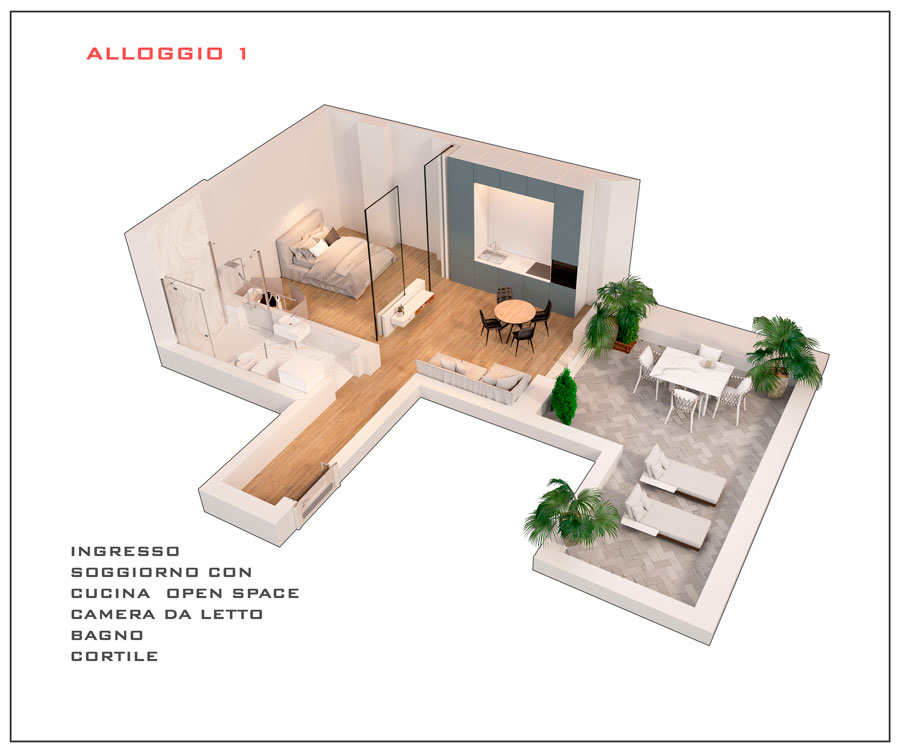 ALLOGGIO 1
INGRESSO
SOGGIORNO CON
CUCINA OPEN SPACE
CAMERA DA LETTO
BAGNO
CORTILE